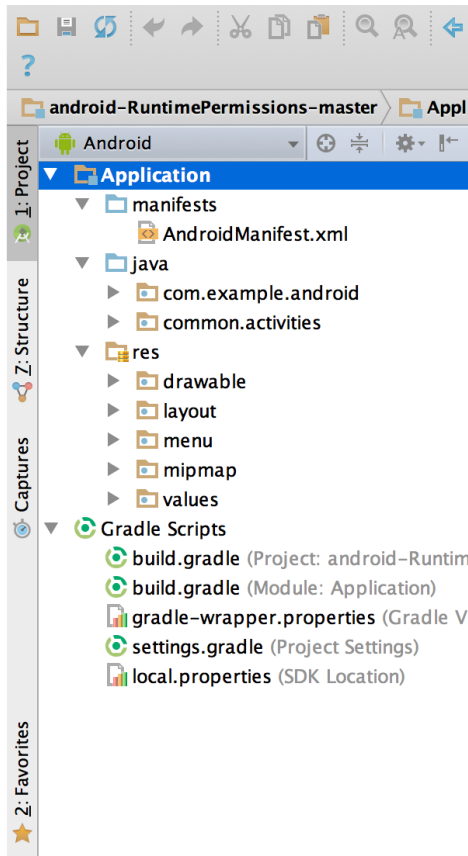 ?
android-RuntimePermissions-master
Appl
Android
1: Project
Application
manifests
AndroidManifest.xml
java
com.example.android
common.activities
7: Structure
res
drawable
layout
menu
Captures
mipmap
values
Gradle Scripts
build.gradle (Project: android-Runtim
build.gradle (Module: Application)
gradle-wrapper.properties (Gradle V
settings.gradle (Project Settings)
local.properties (SDK Location)
2: Favorites